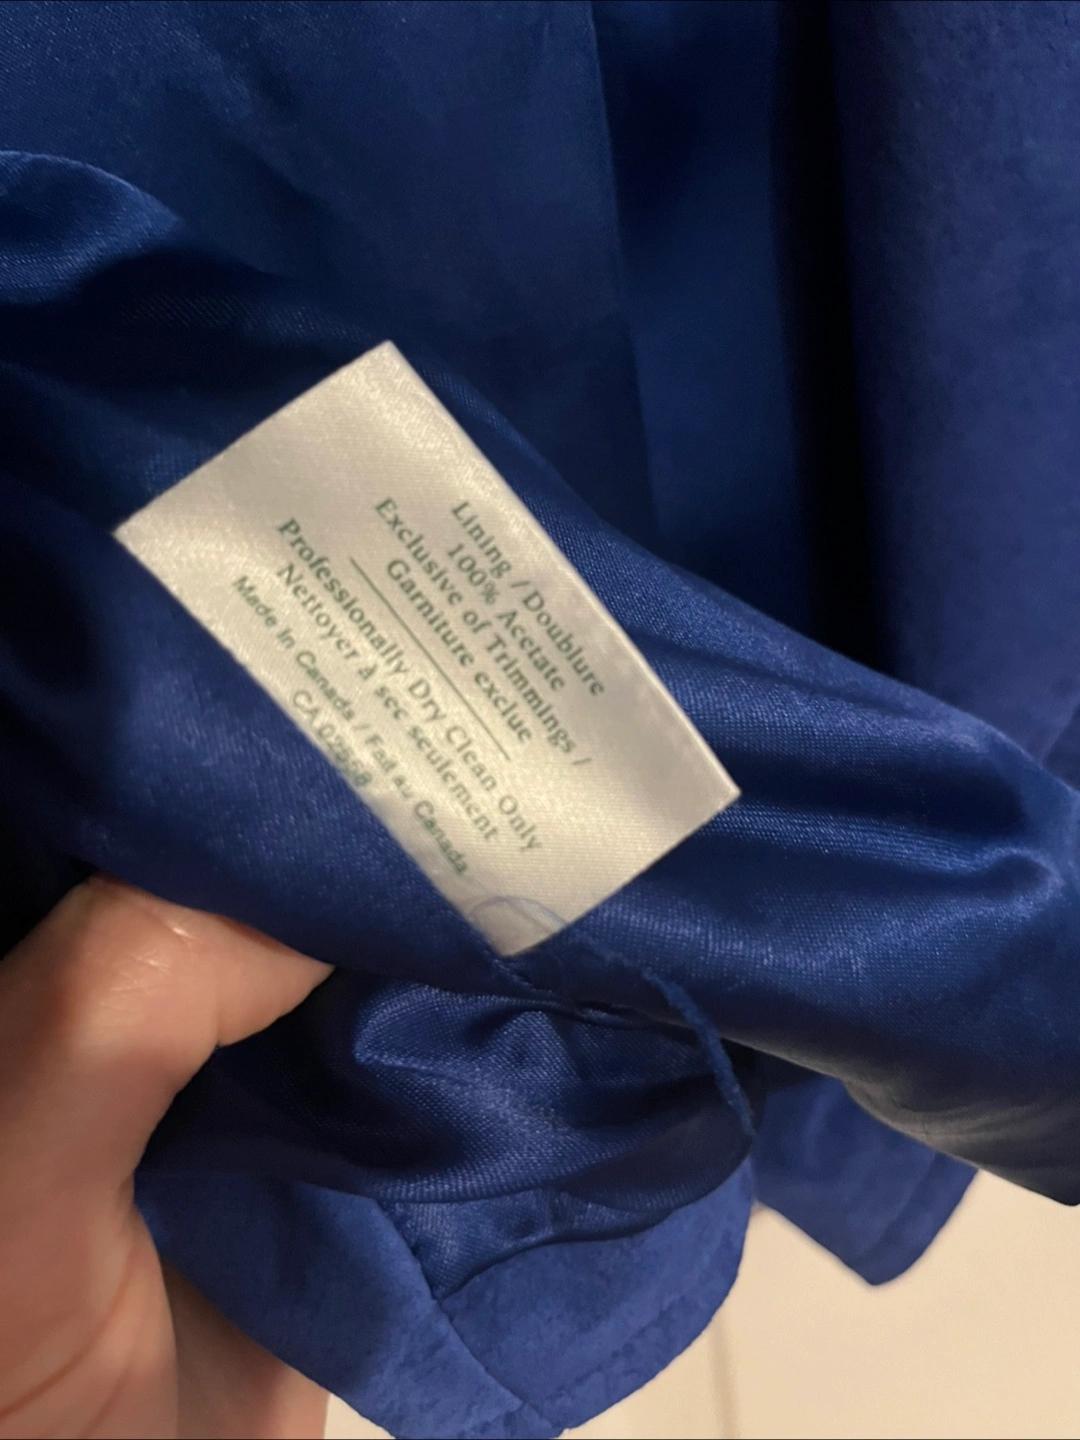 Lining / Doublure
100% Acetate
Exclusive of Trimmings /
Garniture exclue
Professionally Dry Clean Only
Nettoyer à sec seulement
Made in Canada / Fait au Canada
CA